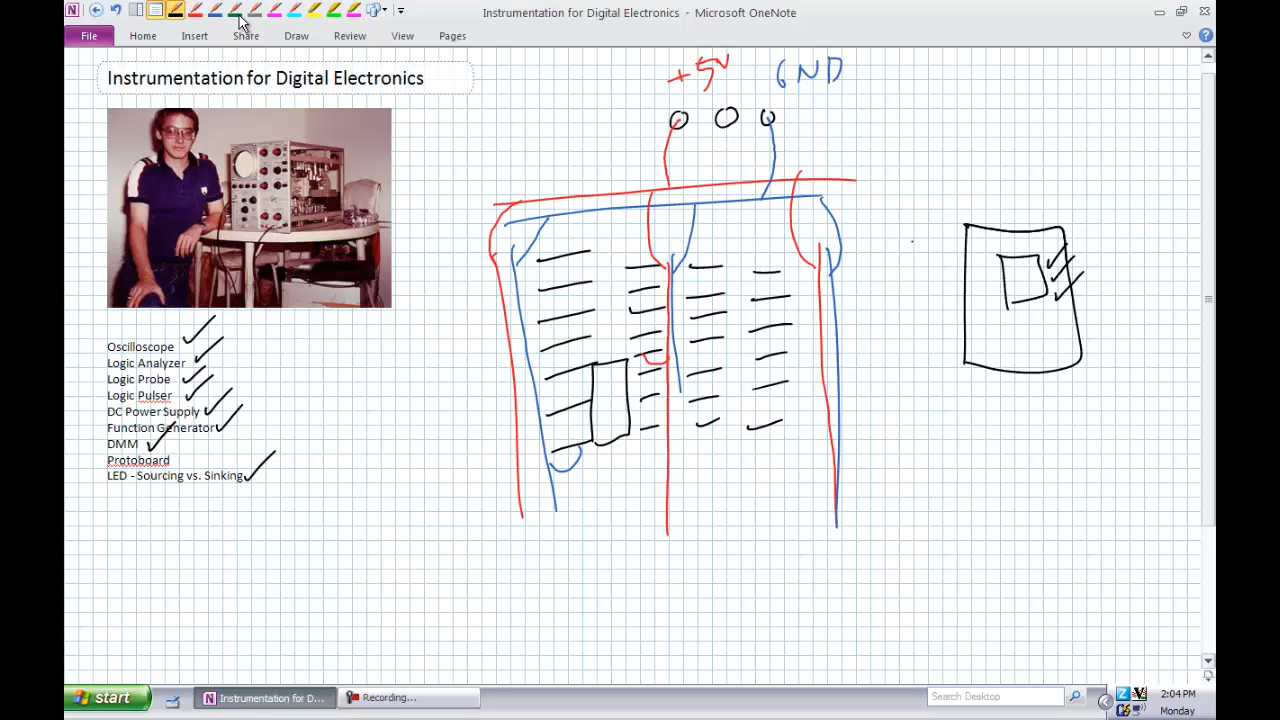 Instrumentation for Digital Electronics - Microsoft OneNote
File Home Insert Share Draw Review View Pages
Instrumentation for Digital Electronics
+5V GND
Oscilloscope
Logic Analyzer
Logic Probe
Logic Pulser
DC Power Supply
Function Generator
DMM
Protoboard
LED - Sourcing vs. Sinking
start
Instrumentation for D...
Recording...
Search Desktop
2:04 PM
Monday